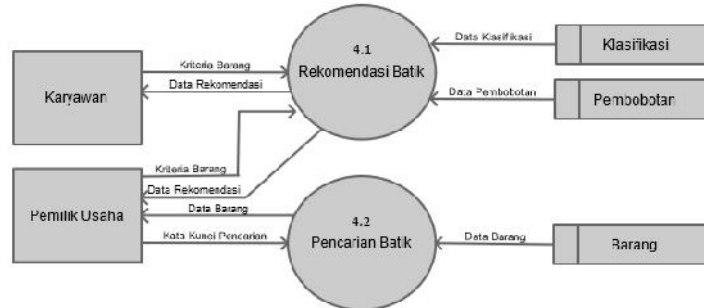 4.1
Rekomendasi Batik
Data Klasifikasi
Klasifikasi
Kriteria Barang
Karyawan
Data Rekomendasi
Data Pembobotan
Pembobotan
Kriteria Barang
Data Rekomendasi
Pemilik Usaha
Data Barang
Kata Kunci Pencarian
4.2
Pencarian Batik
Data Barang
Barang